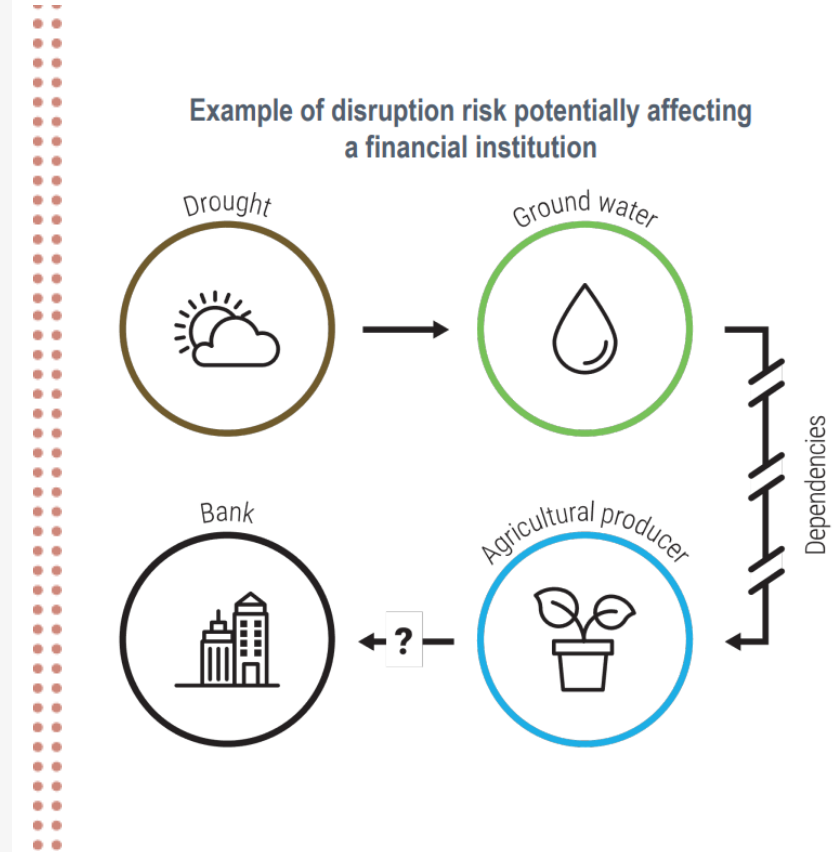 Example of disruption risk potentially affecting
a financial institution
Drought
Ground water
Dependencies
Bank
?
Agricultural producer